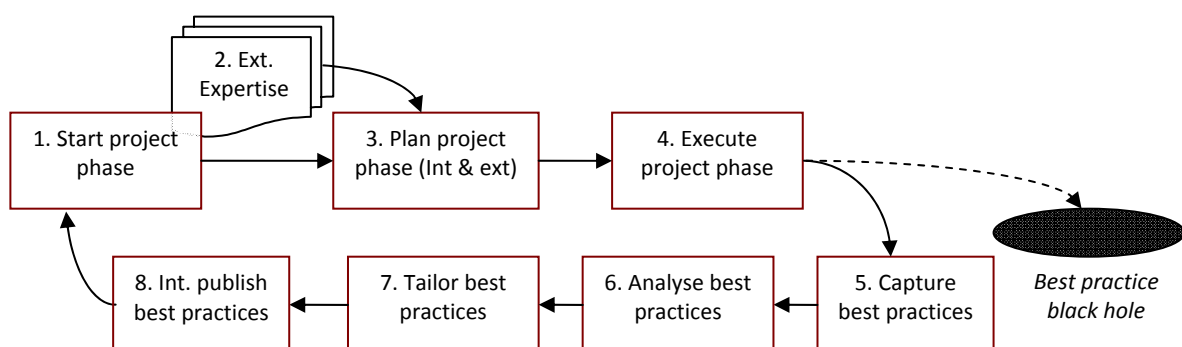 2. Ext.
Expertise
1. Start project
phase
3. Plan project
phase (Int & ext)
4. Execute
project phase
8. Int. publish
best practices
7. Tailor best
practices
6. Analyse best
practices
5. Capture
best practices
Best practice
black hole